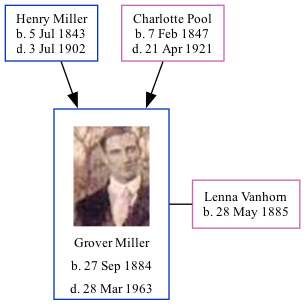 Henry Miller
b. 5 Jul 1843
d. 3 Jul 1902
Charlotte Pool
b. 7 Feb 1847
d. 21 Apr 1921
Grover Miller
b. 27 Sep 1884
d. 28 Mar 1963
Lenna Vanhorn
b. 28 May 1885